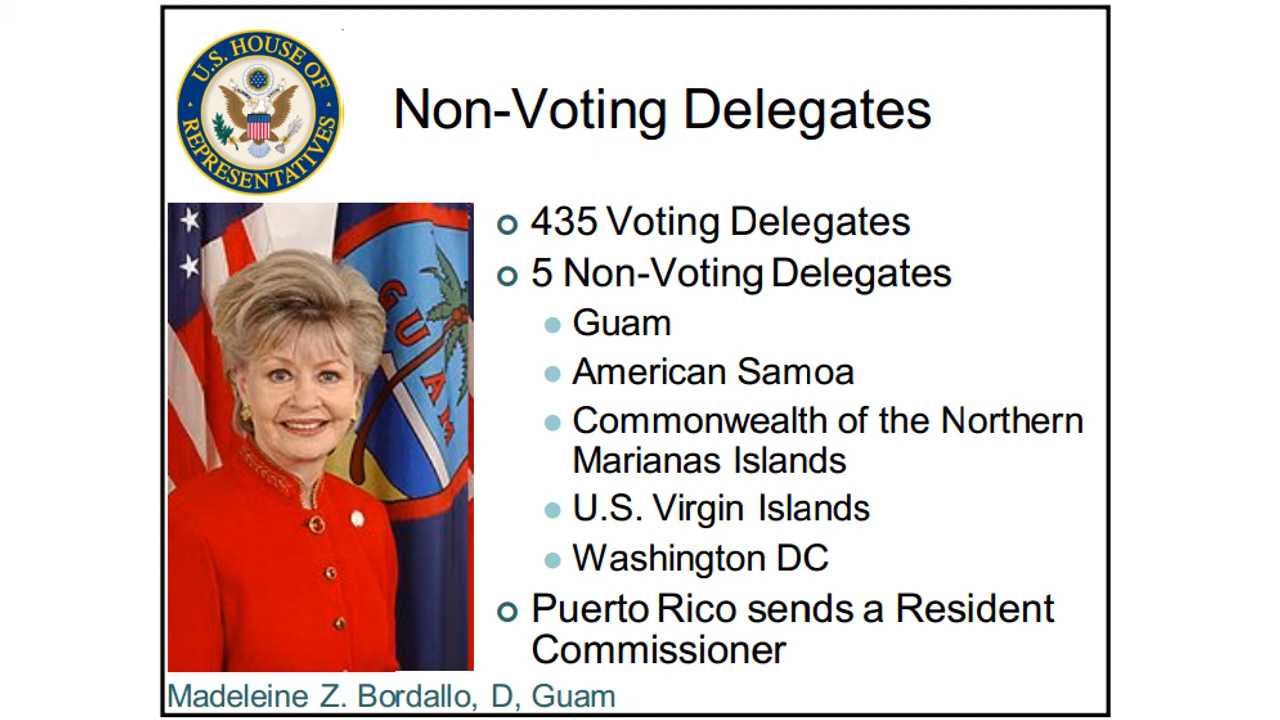 U.S. HOUSE OF
REPRESENTATIVES
Non-Voting Delegates
435 Voting Delegates
5 Non-Voting Delegates
Guam
American Samoa
Commonwealth of the Northern
Marianas Islands
U.S. Virgin Islands
Washington DC
Puerto Rico sends a Resident
Commissioner
GUAM
Madeleine Z. Bordallo, D, Guam